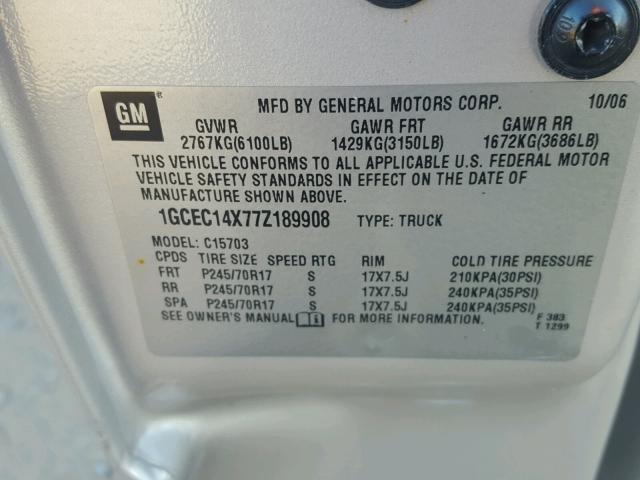 109
GM
MFD BY GENERAL MOTORS CORP. 10/06
GVWR GAWR FRT GAWR RR
2767KG(6100LB) 1429KG(3150LB) 1672KG(3686LB)
THIS VEHICLE CONFORMS TO ALL APPLICABLE U.S. FEDERAL MOTOR
VEHICLE SAFETY STANDARDS IN EFFECT ON THE DATE OF
MANUFACTURE SHOWN ABOVE.
1GCEC14X77Z189908 TYPE: TRUCK
MODEL: C15703
CPDS TIRE SIZE SPEED RTG RIM COLD TIRE PRESSURE
FRT P245/70R17 S 17X7.5J 210KPA(30PSI)
RR P245/70R17 S 17X7.5J 240KPA(35PSI)
SPA P245/70R17 S 17X7.5J 240KPA(35PSI)
SEE OWNER'S MANUAL i FOR MORE INFORMATION. F 383
T 1299